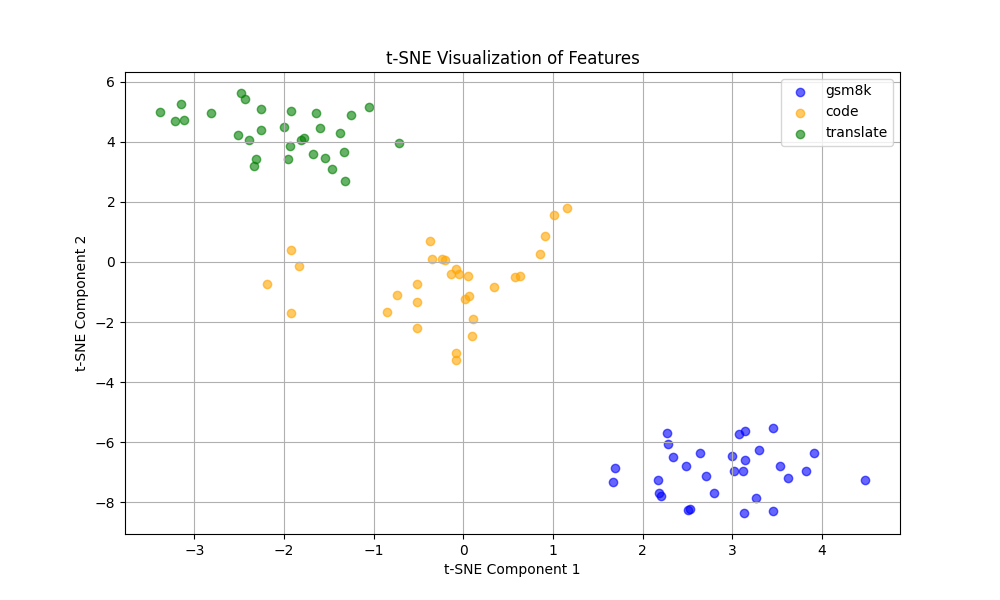 t-SNE Visualization of Features
gsm8k
code
translate
6
4
2
0
−2
−4
−6
−8
t-SNE Component 2
−3
−2
−1
0
1
2
3
4
t-SNE Component 1